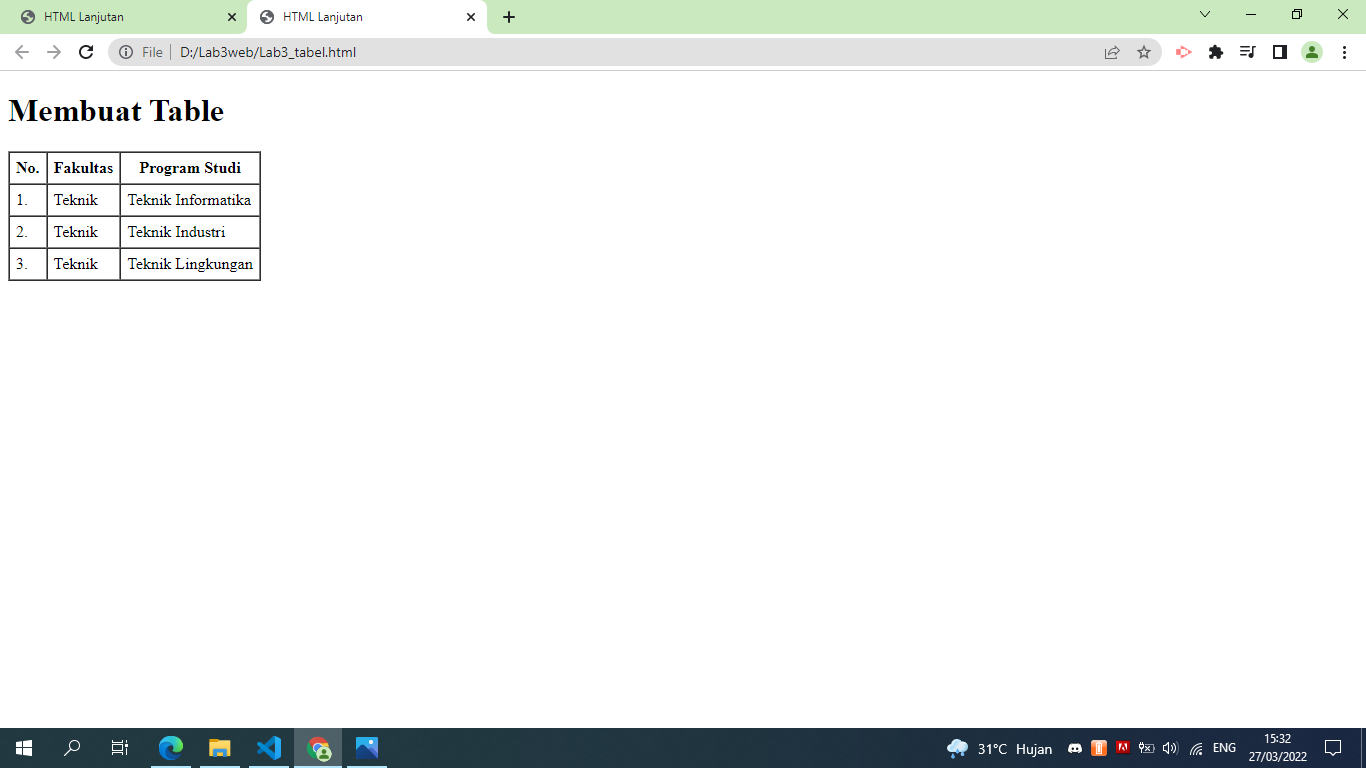 HTML Lanjutan
HTML Lanjutan
File D:/Lab3web/Lab3_tabel.html
Membuat Table
No. Fakultas Program Studi
1. Teknik Teknik Informatika
2. Teknik Teknik Industri
3. Teknik Teknik Lingkungan
31°C Hujan ENG 15:32
27/03/2022